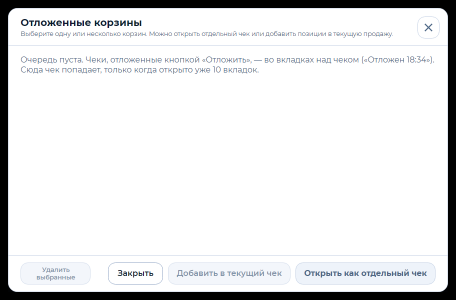 Отложенные корзины
Выберите одну или несколько корзин. Можно открыть отдельный чек или добавить позиции в текущую продажу.
Очередь пуста. Чеки, отложенные кнопкой «Отложить», — во вкладках над чеком («Отложен 18:34»).
Сюда чек попадает, только когда открыто уже 10 вкладок.
Удалить
выбранные
Закрыть
Добавить в текущий чек
Открыть как отдельный чек